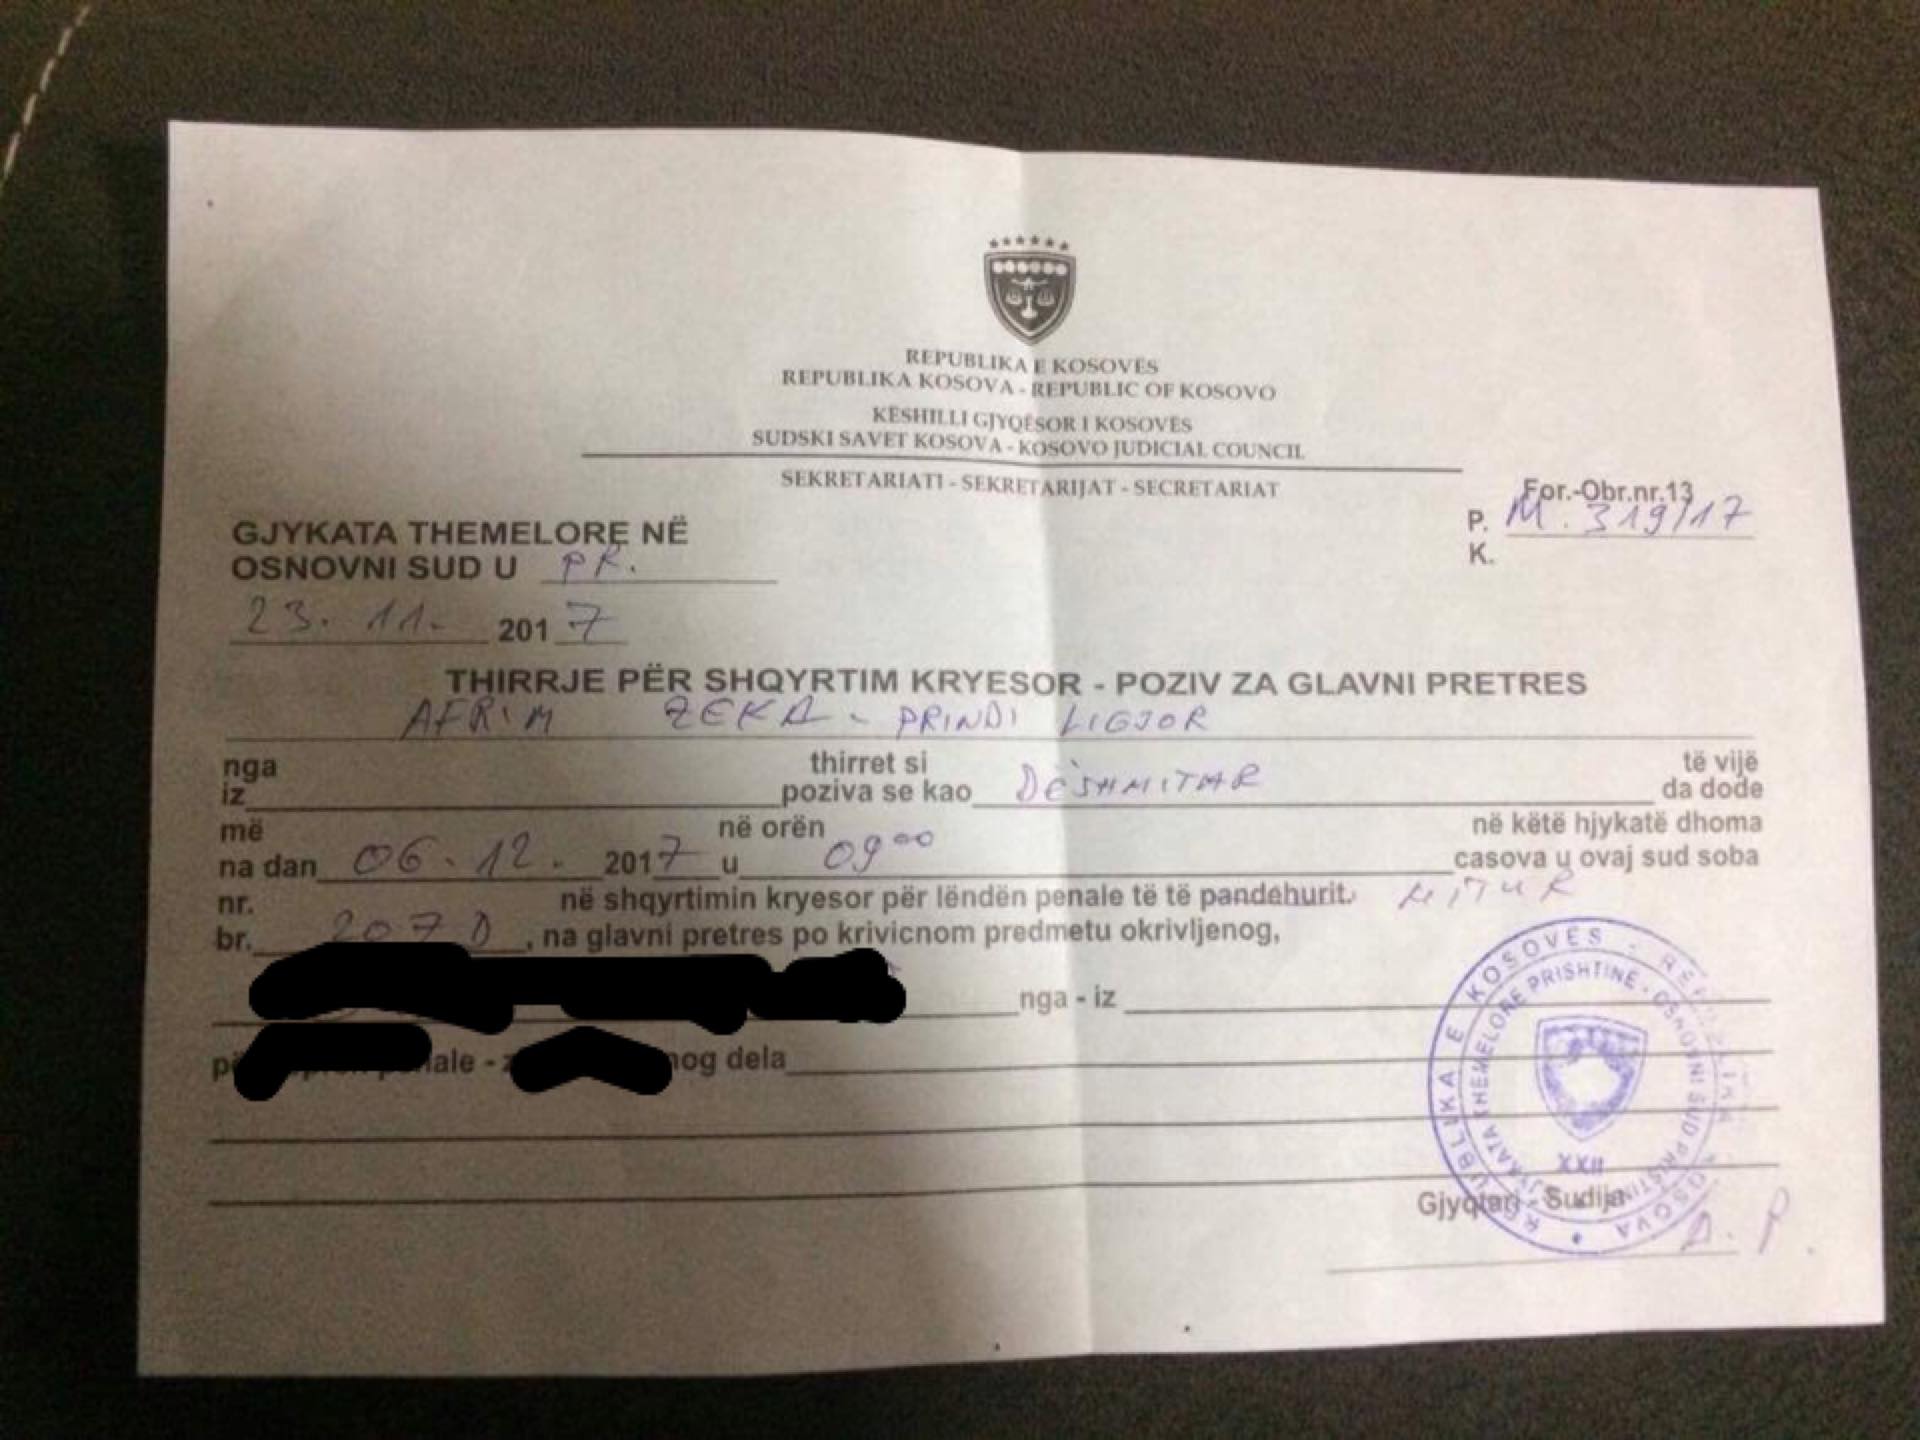 REPUBLIKA E KOSOVËS
REPUBLIKA KOSOVA - REPUBLIC OF KOSOVO
KËSHILLI GJYQËSOR I KOSOVËS
SUDSKI SAVET KOSOVA - KOSOVO JUDICIAL COUNCIL
SEKRETARIATI - SEKRETARIJAT - SECRETARIAT
For.-Obr.nr.13
P. M. 319/17
K.
GJYKATA THEMELORE NË
OSNOVNI SUD U PR.
23. 11. 2017
THIRRJE PËR SHQYRTIM KRYESOR - POZIV ZA GLAVNI PRETRES
AFRIM ZEKA - PRINDI LIGJOR
nga thirret si të vijë
iz poziva se kao DËSHMITAR da dode
më në orën në këtë hjykatë dhoma
na dan 06. 12. 2017 u 09 00 casova u ovaj sud soba
nr. në shqyrtimin kryesor për lëndën penale të të pandehurit. MITUR
br. 207 D, na glavni pretres po krivicnom predmetu okrivljenog,
nga - iz
nog dela
Gjyqtari - Sudija
A. P.
REPUBLIKA E KOSOVËS - REPUBLIKA KOSOVA
GJYKATA THEMELORE PRISHTINË - OSNOVNI SUD PRIŠTINA
XXII